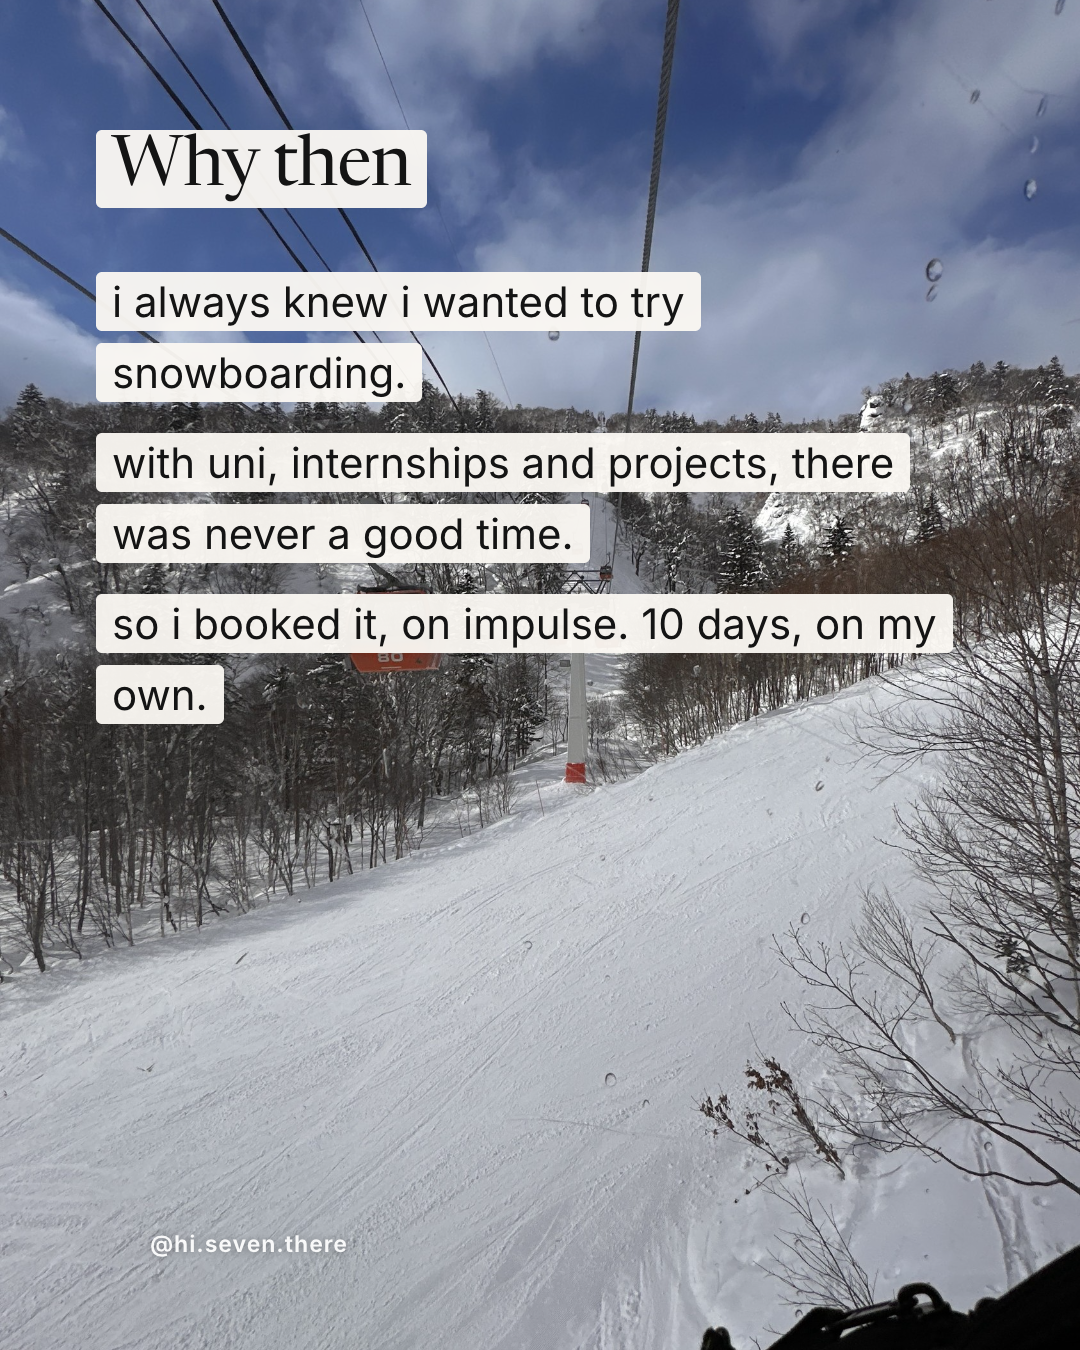 Why then
i always knew i wanted to try
snowboarding.
with uni, internships and projects, there
was never a good time.
so i booked it, on impulse. 10 days, on my
own.
80
@hi.seven.there